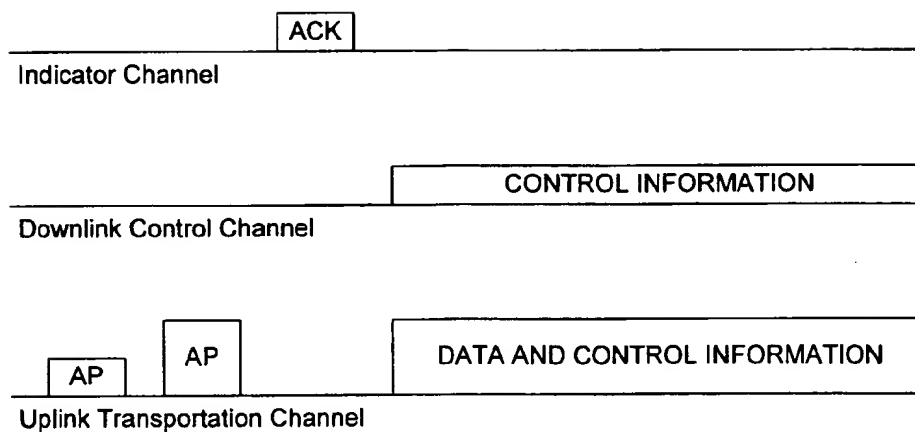 ACK
Indicator Channel
CONTROL INFORMATION
Downlink Control Channel
AP
AP
DATA AND CONTROL INFORMATION
Uplink Transportation Channel